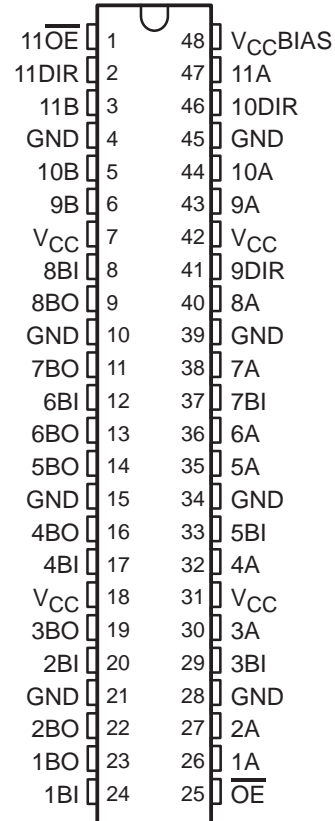 11O̅E̅ 1 48 VCCBIAS
11DIR 2 47 11A
11B 3 46 10DIR
GND 4 45 GND
10B 5 44 10A
9B 6 43 9A
VCC 7 42 VCC
8BI 8 41 9DIR
8BO 9 40 8A
GND 10 39 GND
7BO 11 38 7A
6BI 12 37 7BI
6BO 13 36 6A
5BO 14 35 5A
GND 15 34 GND
4BO 16 33 5BI
4BI 17 32 4A
VCC 18 31 VCC
3BO 19 30 3A
2BI 20 29 3BI
GND 21 28 GND
2BO 22 27 2A
1BO 23 26 1A
1BI 24 25 O̅E̅